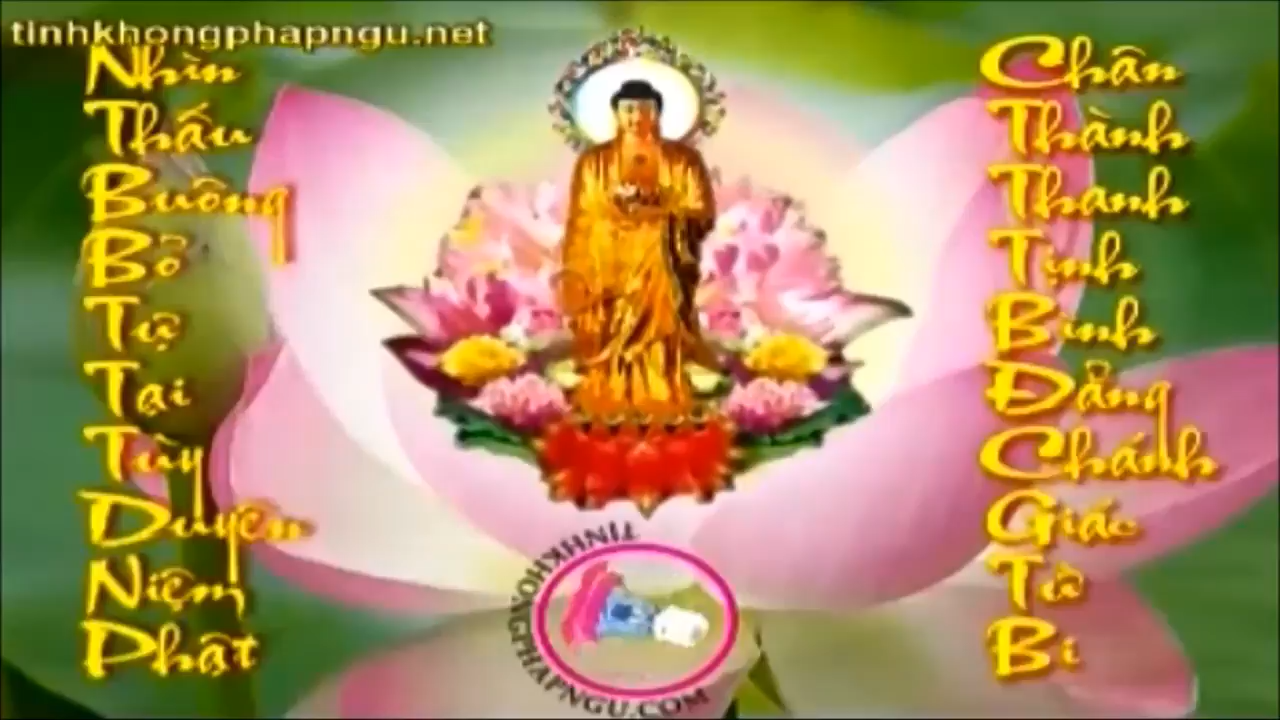 tinhkhongphapngu.net
Nhìn
Thấu
Buông
Bỏ
Tự
Tại
Tùy
Duyên
Niệm
Phật
Chân
Thành
Thanh
Tịnh
Bình
Đẳng
Chánh
Giác
Từ
Bi
TINHKHONGPHAPNGU.COM